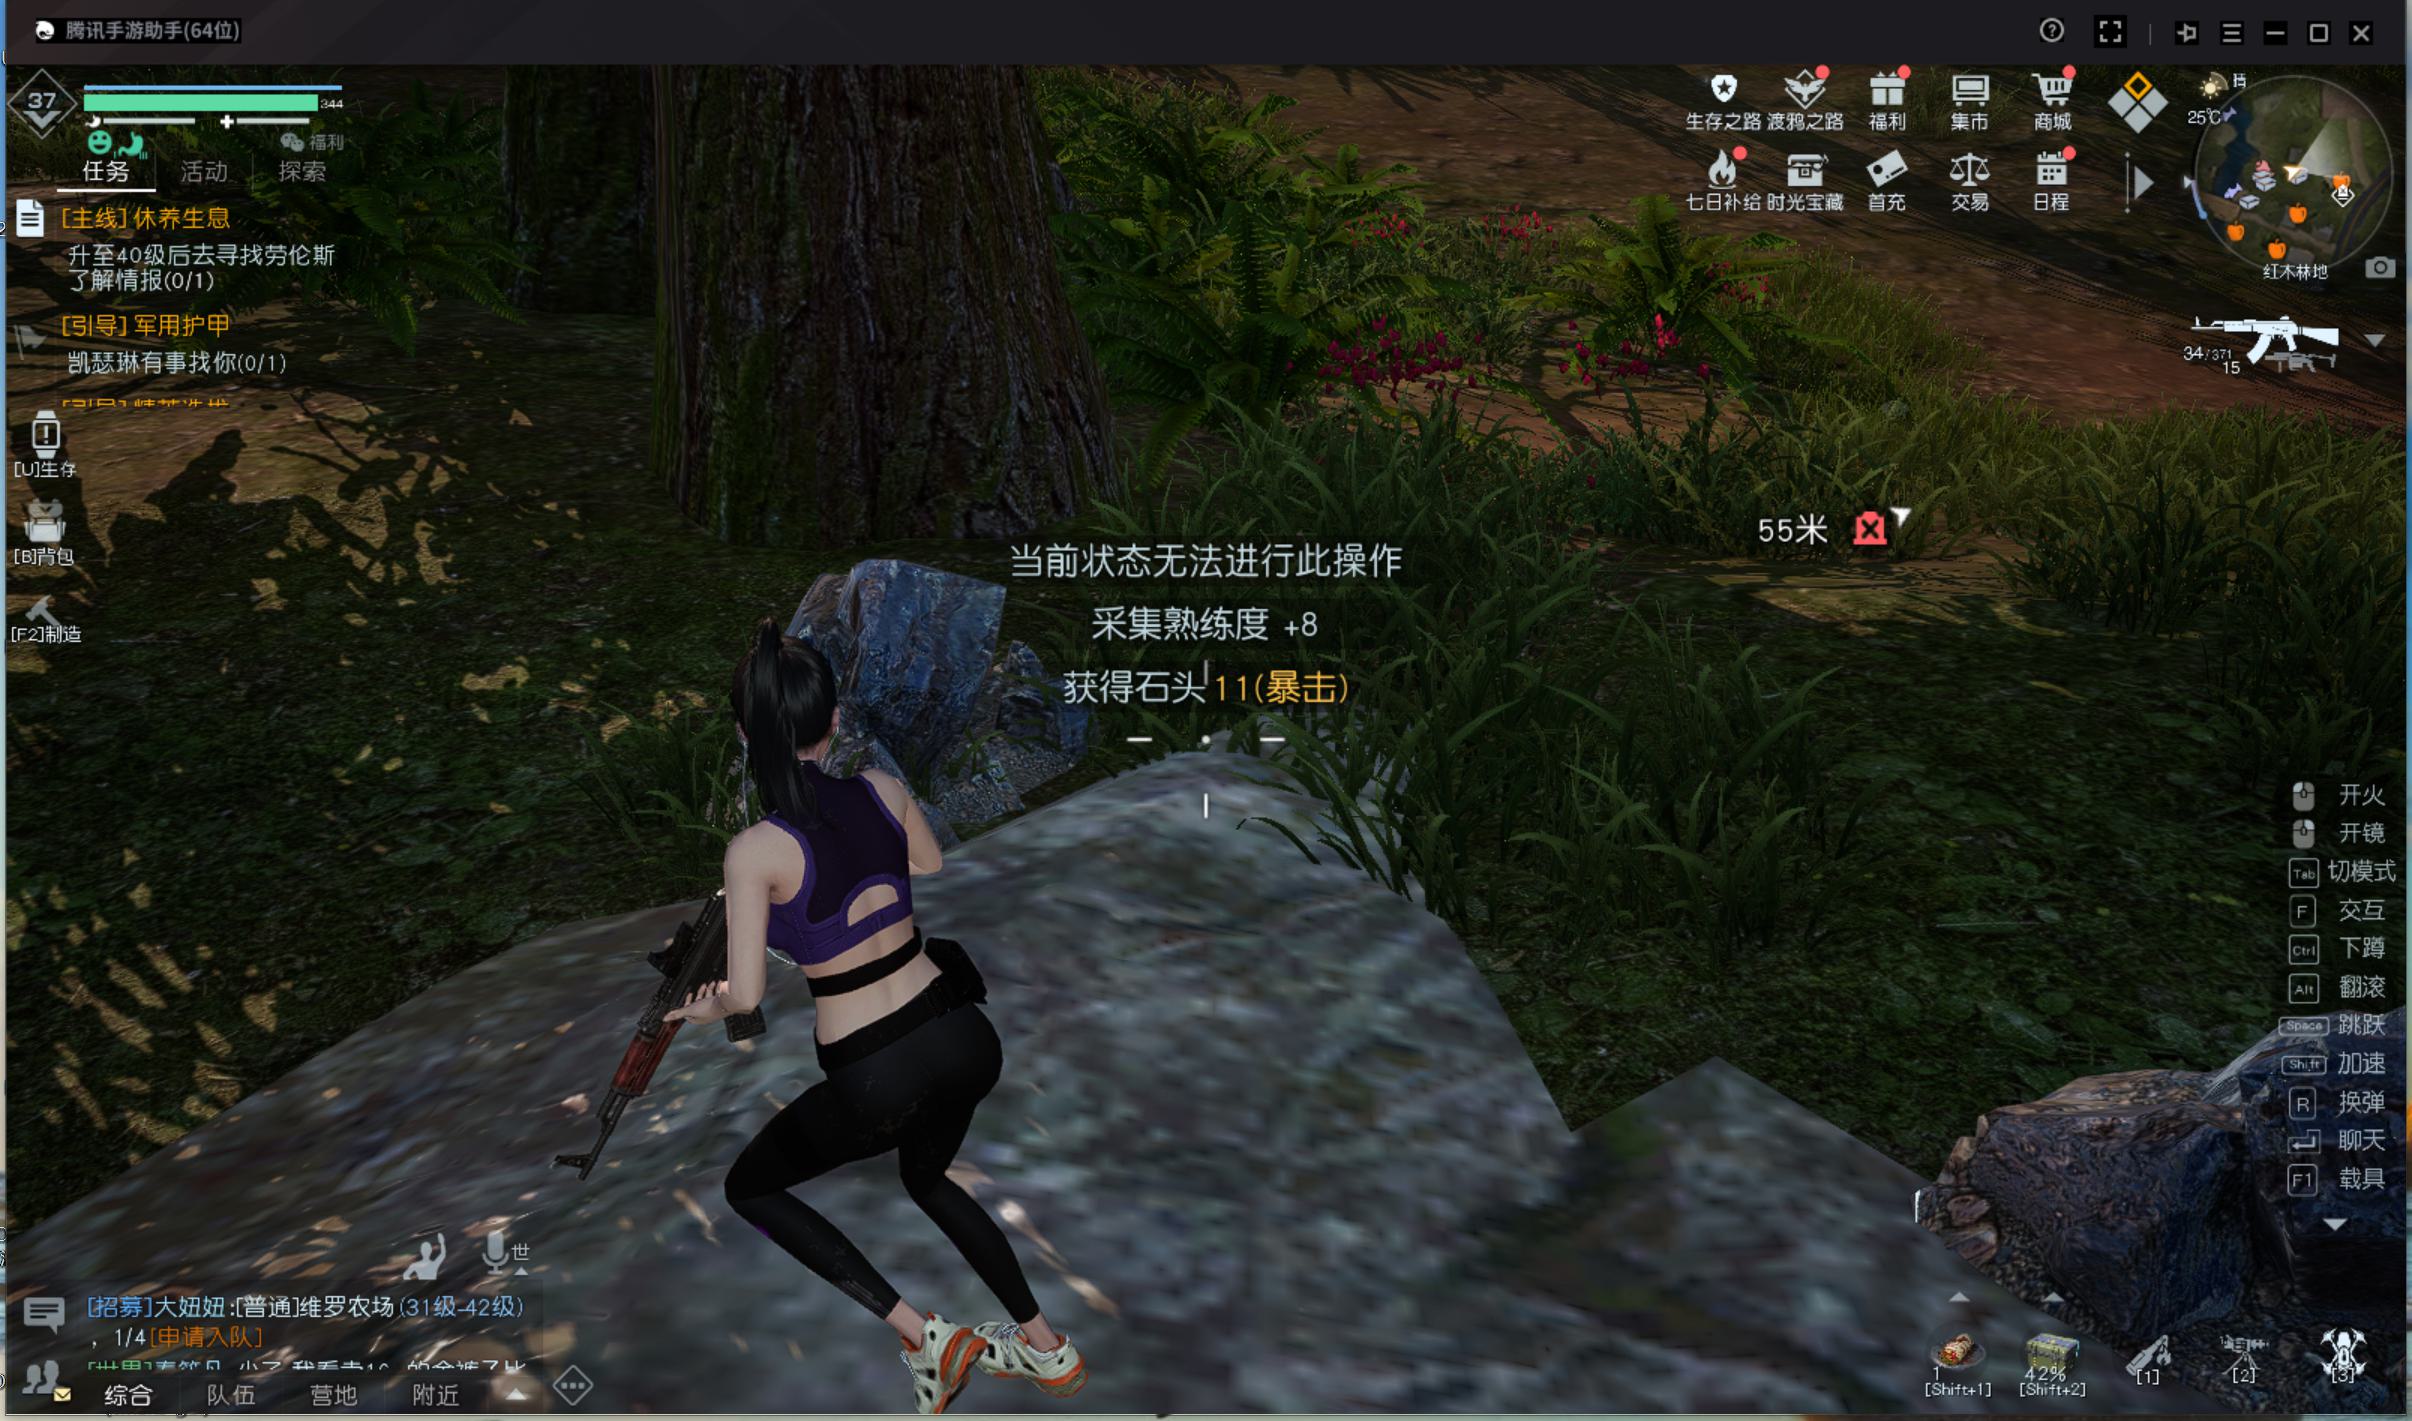 腾讯手游助手(64位)
37
344
福利
任务 活动 探索
[主线] 休养生息
升至40级后去寻找劳伦斯
了解情报(0/1)
[引导] 军用护甲
凯瑟琳有事找你(0/1)
[U]生存
[B]背包
[F2]制造
生存之路 渡鸦之路 福利 集市 商城
七日补给 时光宝藏 首充 交易 日程
晴
25℃
红木林地
34/371
15
55米
当前状态无法进行此操作
采集熟练度 +8
获得石头 11(暴击)
开火
开镜
Tab 切模式
F 交互
Ctrl 下蹲
Alt 翻滚
Space 跳跃
Shift 加速
R 换弹
聊天
F1 载具
世
[招募]大妞妞:[普通]维罗农场(31级-42级)
，1/4[申请入队]
综合 队伍 营地 附近
1
[Shift+1]
42%
[Shift+2]
[1]
[2]
[3]